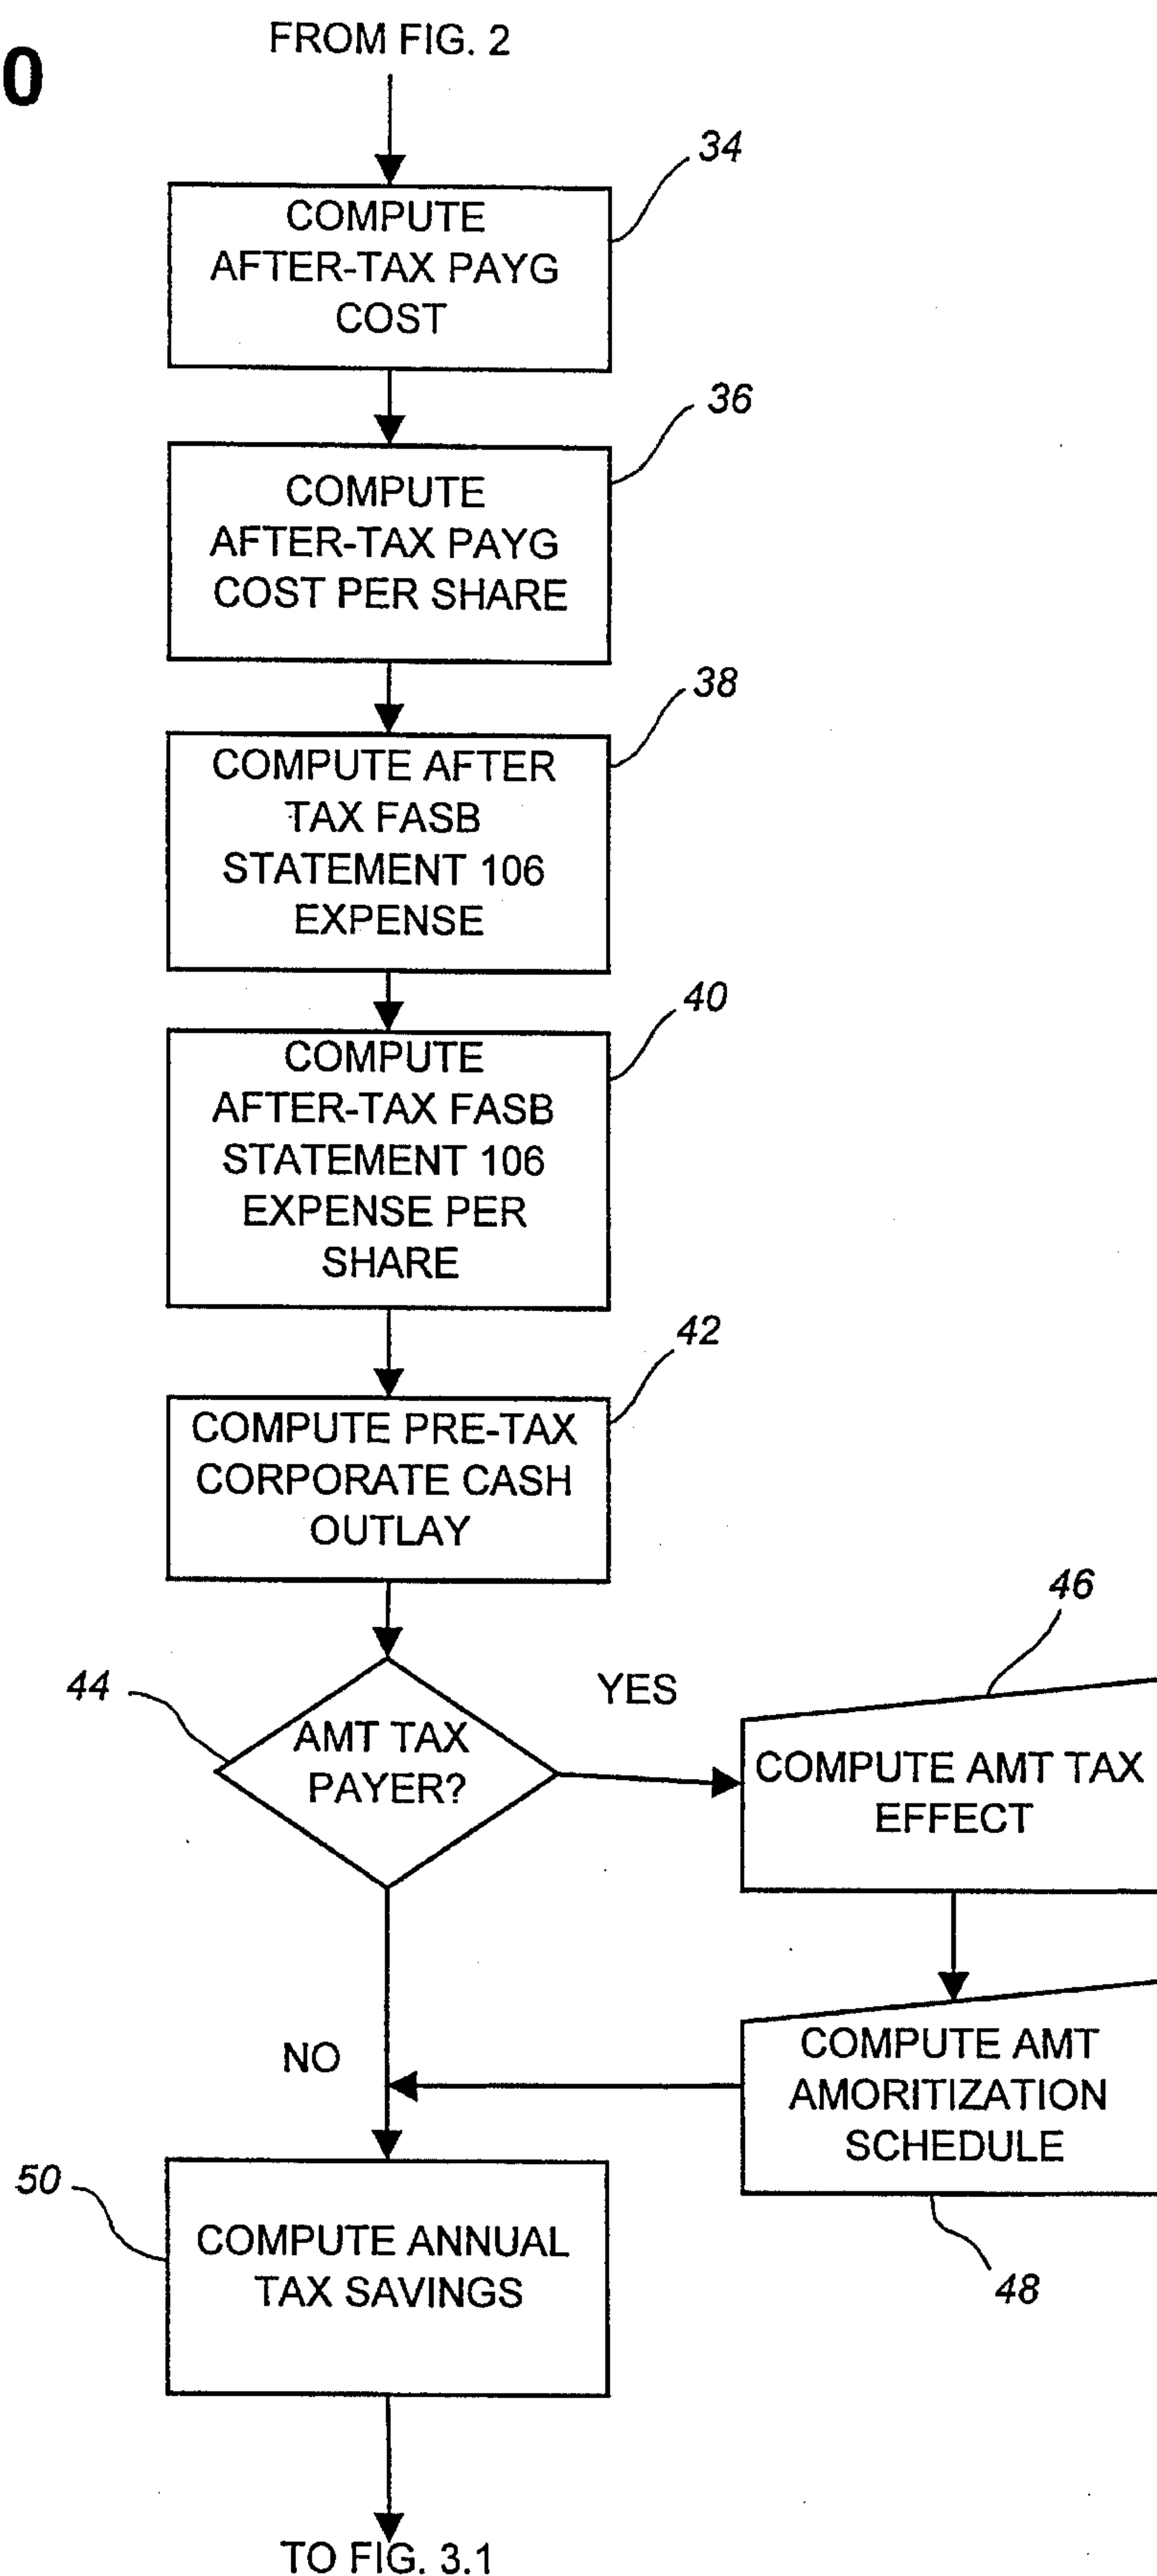 0
FROM FIG. 2
34
COMPUTE
AFTER-TAX PAYG
COST
36
COMPUTE
AFTER-TAX PAYG
COST PER SHARE
38
COMPUTE AFTER
TAX FASB
STATEMENT 106
EXPENSE
40
COMPUTE
AFTER-TAX FASB
STATEMENT 106
EXPENSE PER
SHARE
42
COMPUTE PRE-TAX
CORPORATE CASH
OUTLAY
44
AMT TAX
PAYER?
YES
46
COMPUTE AMT TAX
EFFECT
NO
COMPUTE AMT
AMORITIZATION
SCHEDULE
48
50
COMPUTE ANNUAL
TAX SAVINGS
TO FIG. 3.1